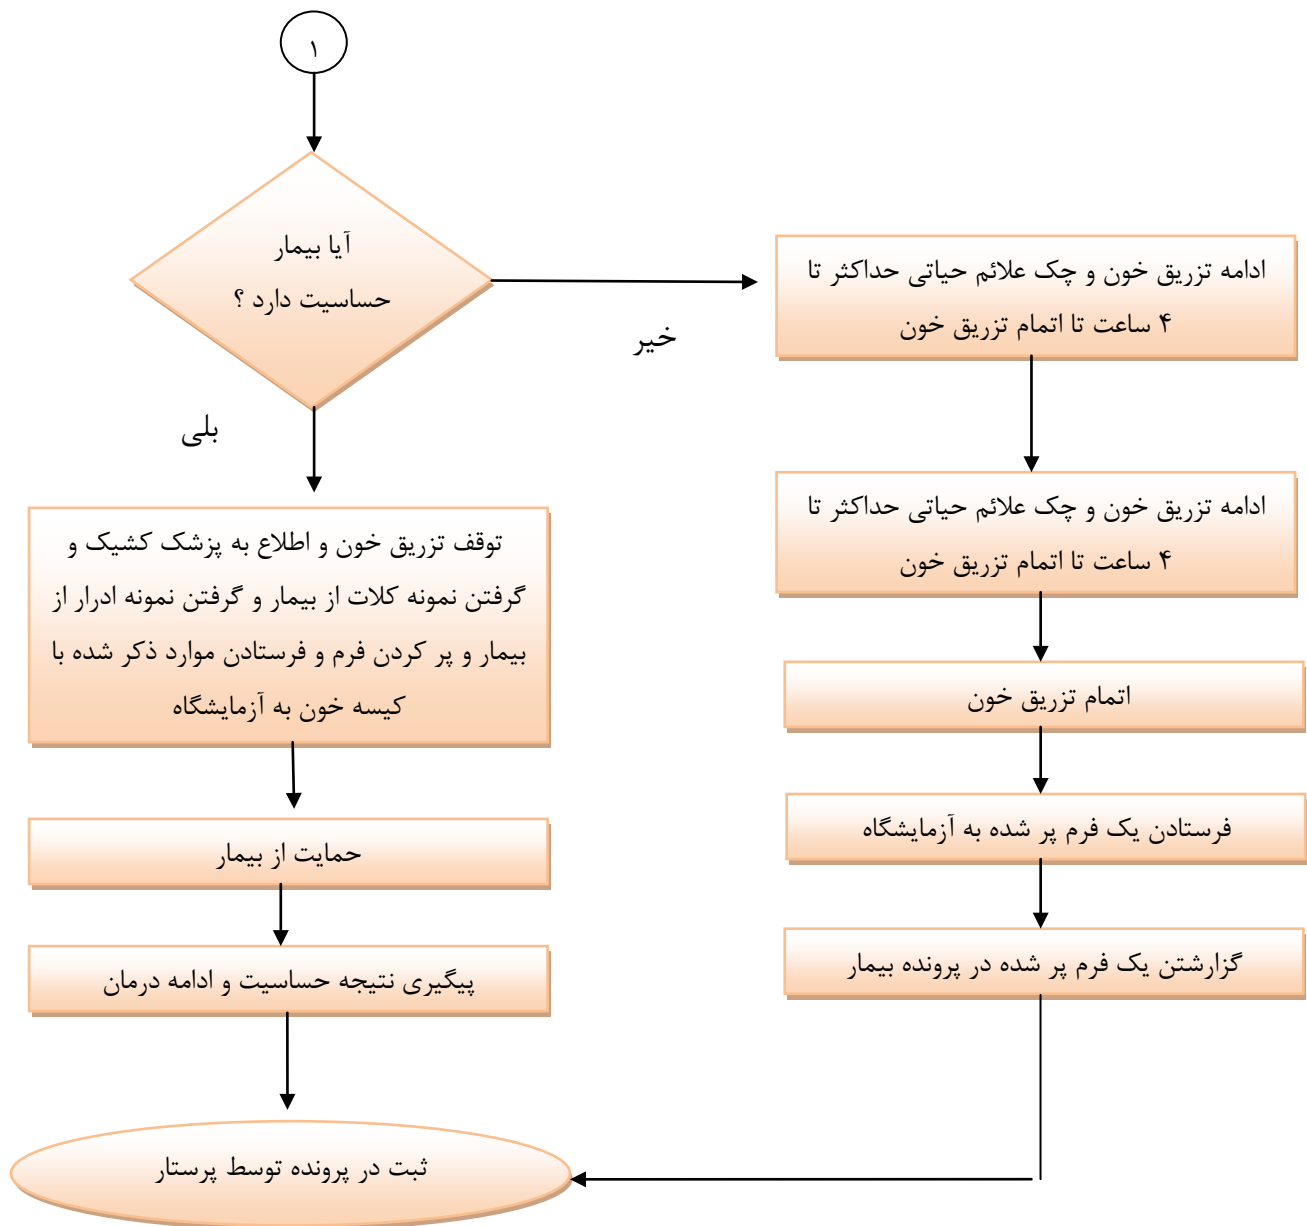 ۱
آیا بیمار
حساسیت دارد ؟
خیر
بلی
ادامه تزریق خون و چک علائم حیاتی حداکثر تا
۴ ساعت تا اتمام تزریق خون
ادامه تزریق خون و چک علائم حیاتی حداکثر تا
۴ ساعت تا اتمام تزریق خون
اتمام تزریق خون
فرستادن یک فرم پر شده به آزمایشگاه
گزارشتن یک فرم پر شده در پرونده بیمار
توقف تزریق خون و اطلاع به پزشک کشیک و
گرفتن نمونه کلات از بیمار و گرفتن نمونه ادرار از
بیمار و پر کردن فرم و فرستادن موارد ذکر شده با
کیسه خون به آزمایشگاه
حمایت از بیمار
پیگیری نتیجه حساسیت و ادامه درمان
ثبت در پرونده توسط پرستار